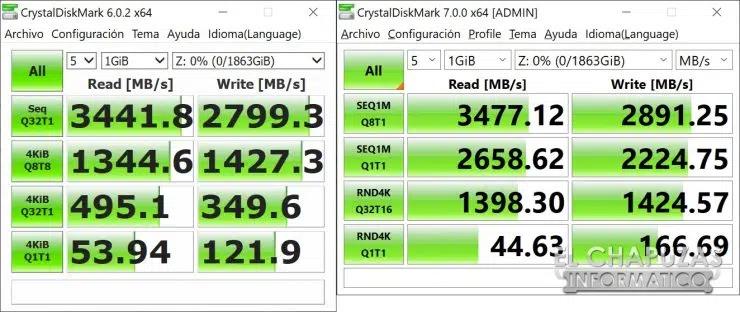 CrystalDiskMark 6.0.2 x64
Archivo Configuración Tema Ayuda Idioma(Language)
All
5 1GiB Z: 0% (0/1863GiB)
Read [MB/s] Write [MB/s]
Seq
Q32T1
3441.8 2799.3
4KiB
Q8T8
1344.6 1427.3
4KiB
Q32T1
495.1 349.6
4KiB
Q1T1
53.94 121.9
CrystalDiskMark 7.0.0 x64 [ADMIN]
Archivo Configuración Profile Tema Ayuda Idioma(Language)
All
5 1GiB Z: 0% (0/1863GiB) MB/s
Read [MB/s] Write [MB/s]
SEQ1M
Q8T1
3477.12 2891.25
SEQ1M
Q1T1
2658.62 2224.75
RND4K
Q32T16
1398.30 1424.57
RND4K
Q1T1
44.63 166.69
EL CHAPUZAS
INFORMÁTICO